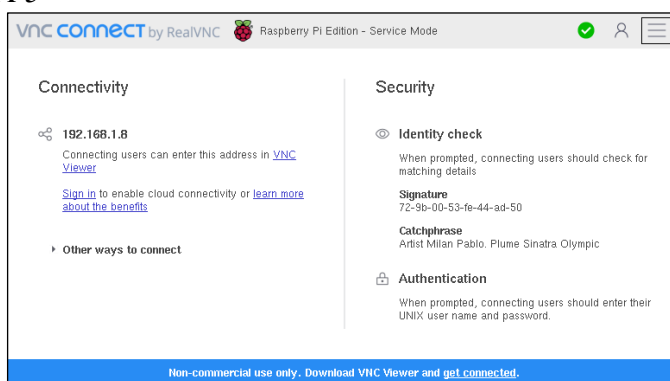 vnc connect by RealVNC Raspberry Pi Edition - Service Mode
Connectivity
192.168.1.8
Connecting users can enter this address in VNC
Viewer
Sign in to enable cloud connectivity or learn more
about the benefits
Other ways to connect
Security
Identity check
When prompted, connecting users should check for
matching details
Signature
72-9b-00-53-fe-44-ad-50
Catchphrase
Artist Milan Pablo. Plume Sinatra Olympic
Authentication
When prompted, connecting users should enter their
UNIX user name and password.
Non-commercial use only. Download VNC Viewer and get connected.